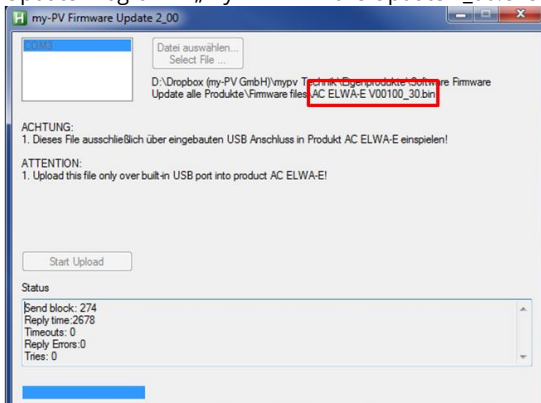 my-PV Firmware Update 2_00
COM3
Datei auswählen...
Select File ...
D:\Dropbox (my-PV GmbH)\mypv Technik\Eigenprodukte\Software Firmware
Update alle Produkte\Firmware files\AC ELWA-E V00100_30.bin
ACHTUNG:
1. Dieses File ausschließlich über eingebauten USB Anschluss in Produkt AC ELWA-E einspielen!
ATTENTION:
1. Upload this file only over built-in USB port into product AC ELWA-E!
Start Upload
Status
Send block: 274
Reply time:2678
Timeouts: 0
Reply Errors:0
Tries: 0